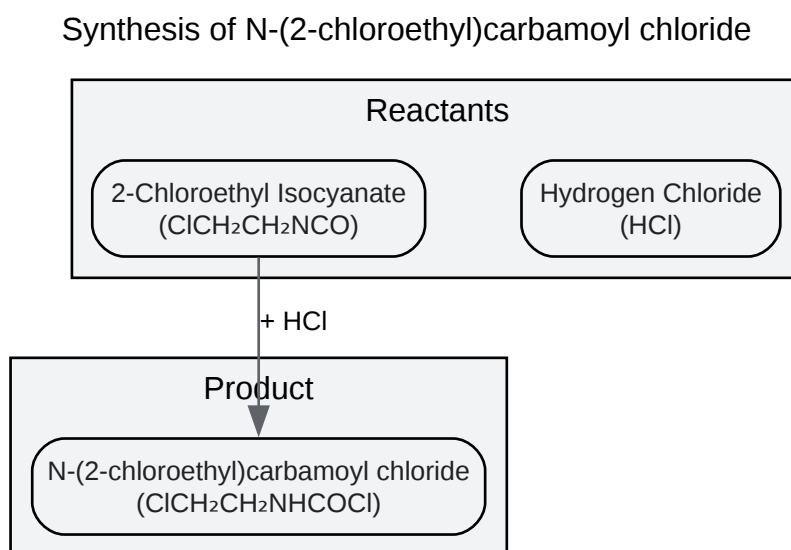 Synthesis of N-(2-chloroethyl)carbamoyl chloride
Reactants
2-Chloroethyl Isocyanate
(ClCH₂CH₂NCO)
Hydrogen Chloride
(HCl)
+ HCl
Product
N-(2-chloroethyl)carbamoyl chloride
(ClCH₂CH₂NHCOCl)